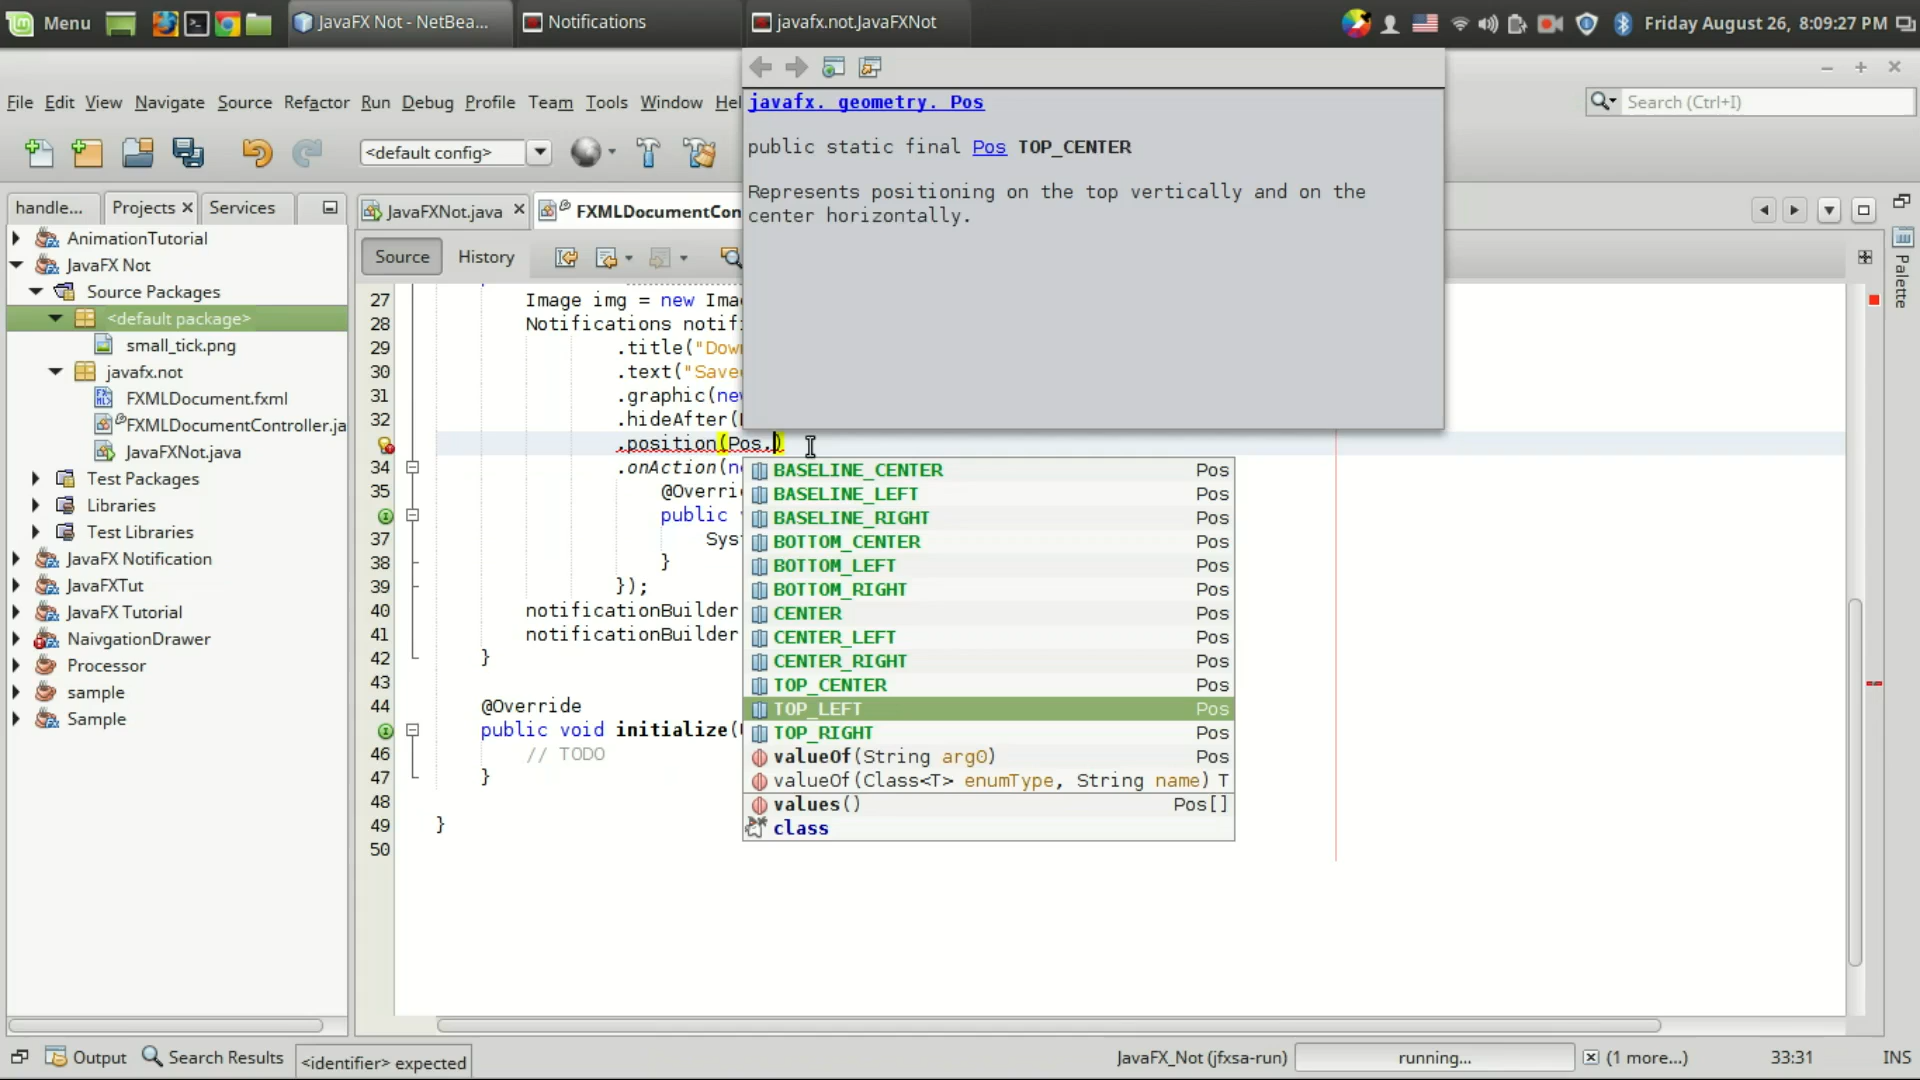 Menu
JavaFX Not - NetBea...
Notifications
javafx.not.JavaFXNot
Friday August 26, 8:09:27 PM
File Edit View Navigate Source Refactor Run Debug Profile Team Tools Window Hel
Search (Ctrl+I)
<default config>
javafx. geometry. Pos
public static final Pos TOP_CENTER
Represents positioning on the top vertically and on the
center horizontally.
handle...
Projects
Services
JavaFXNot.java
FXMLDocumentCon
Source
History
Palette
AnimationTutorial
JavaFX Not
Source Packages
<default package>
small_tick.png
javafx.not
FXMLDocument.fxml
FXMLDocumentController.ja
JavaFXNot.java
Test Packages
Libraries
Test Libraries
JavaFX Notification
JavaFXTut
JavaFX Tutorial
NaivgationDrawer
Processor
sample
Sample
27 Image img = new Ima
28 Notifications notif
29 .title("Dow
30 .text("Save
31 .graphic(ne
32 .hideAfter(
.position(Pos.)
34 .onAction(n
35 @Overri
public
37 Sys
38 }
39 });
40 notificationBuilder
41 notificationBuilder
42 }
43
44 @Override
public void initialize(
46 // TODO
47 }
48
49 }
50
BASELINE_CENTER Pos
BASELINE_LEFT Pos
BASELINE_RIGHT Pos
BOTTOM_CENTER Pos
BOTTOM_LEFT Pos
BOTTOM_RIGHT Pos
CENTER Pos
CENTER_LEFT Pos
CENTER_RIGHT Pos
TOP_CENTER Pos
TOP_LEFT Pos
TOP_RIGHT Pos
valueOf(String arg0) Pos
valueOf(Class<T> enumType, String name) T
values() Pos[]
class
Output
Search Results
<identifier> expected
JavaFX_Not (jfxsa-run)
running...
(1 more...)
33:31
INS